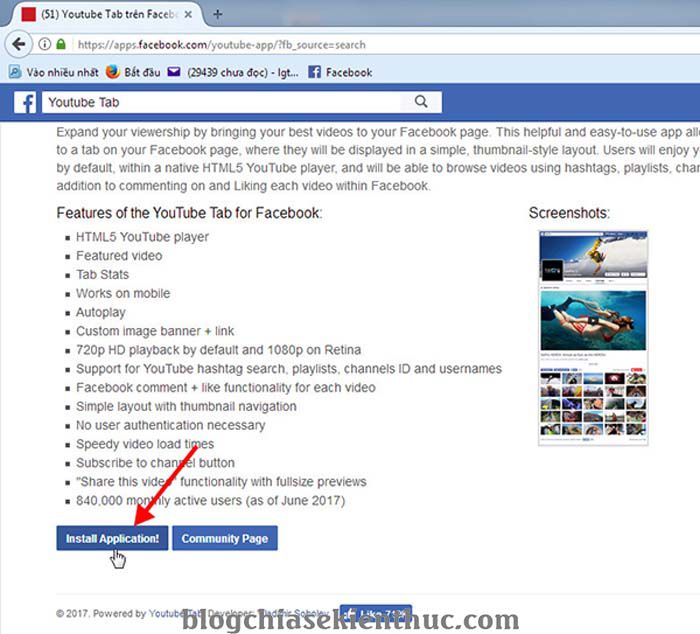 (51) Youtube Tab trên Faceb
https://apps.facebook.com/youtube-app/?fb_source=search
Vào nhiều nhất Bắt đầu (29439 chưa đọc) - lgt... Facebook
Youtube Tab
Expand your viewership by bringing your best videos to your Facebook page. This helpful and easy-to-use app all
to a tab on your Facebook page, where they will be displayed in a simple, thumbnail-style layout. Users will enjoy y
by default, within a native HTML5 YouTube player, and will be able to browse videos using hashtags, playlists, chan
addition to commenting on and Liking each video within Facebook.
Features of the YouTube Tab for Facebook:
Screenshots:
HTML5 YouTube player
Featured video
Tab Stats
Works on mobile
Autoplay
Custom image banner + link
720p HD playback by default and 1080p on Retina
Support for YouTube hashtag search, playlists, channels ID and usernames
Facebook comment + like functionality for each video
Simple layout with thumbnail navigation
No user authentication necessary
Speedy video load times
Subscribe to channel button
"Share this video" functionality with fullsize previews
840,000 monthly active users (as of June 2017)
Install Application! Community Page
© 2017. Powered by Youtube Tab. Developer: Vladimir Sobolev Like
blogchiasekienthuc.com